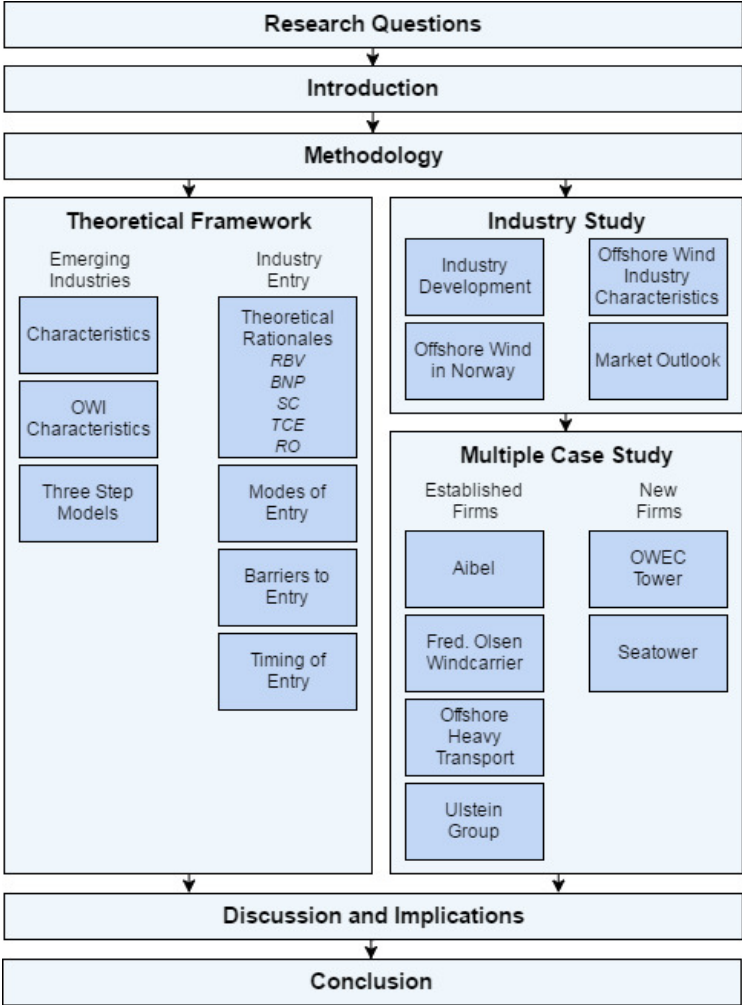 Research Questions
Introduction
Methodology
Theoretical Framework
Emerging
Industries
Characteristics
OWI
Characteristics
Three Step
Models
Industry
Entry
Theoretical
Rationales
RBV
BNP
SC
TCE
RO
Modes of
Entry
Barriers to
Entry
Timing of
Entry
Industry Study
Industry
Development
Offshore Wind
Industry
Characteristics
Offshore Wind
in Norway
Market Outlook
Multiple Case Study
Established
Firms
Aibel
Fred. Olsen
Windcarrier
Offshore
Heavy
Transport
Ulstein
Group
New
Firms
OWEC
Tower
Seatower
Discussion and Implications
Conclusion